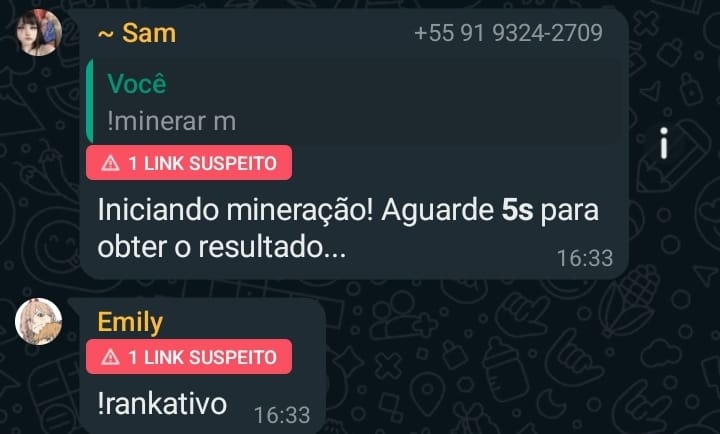 ~ Sam +55 91 9324-2709
Você
!minerar m
1 LINK SUSPEITO
Iniciando mineração! Aguarde 5s para
obter o resultado...
16:33
Emily
1 LINK SUSPEITO
!rankativo 16:33